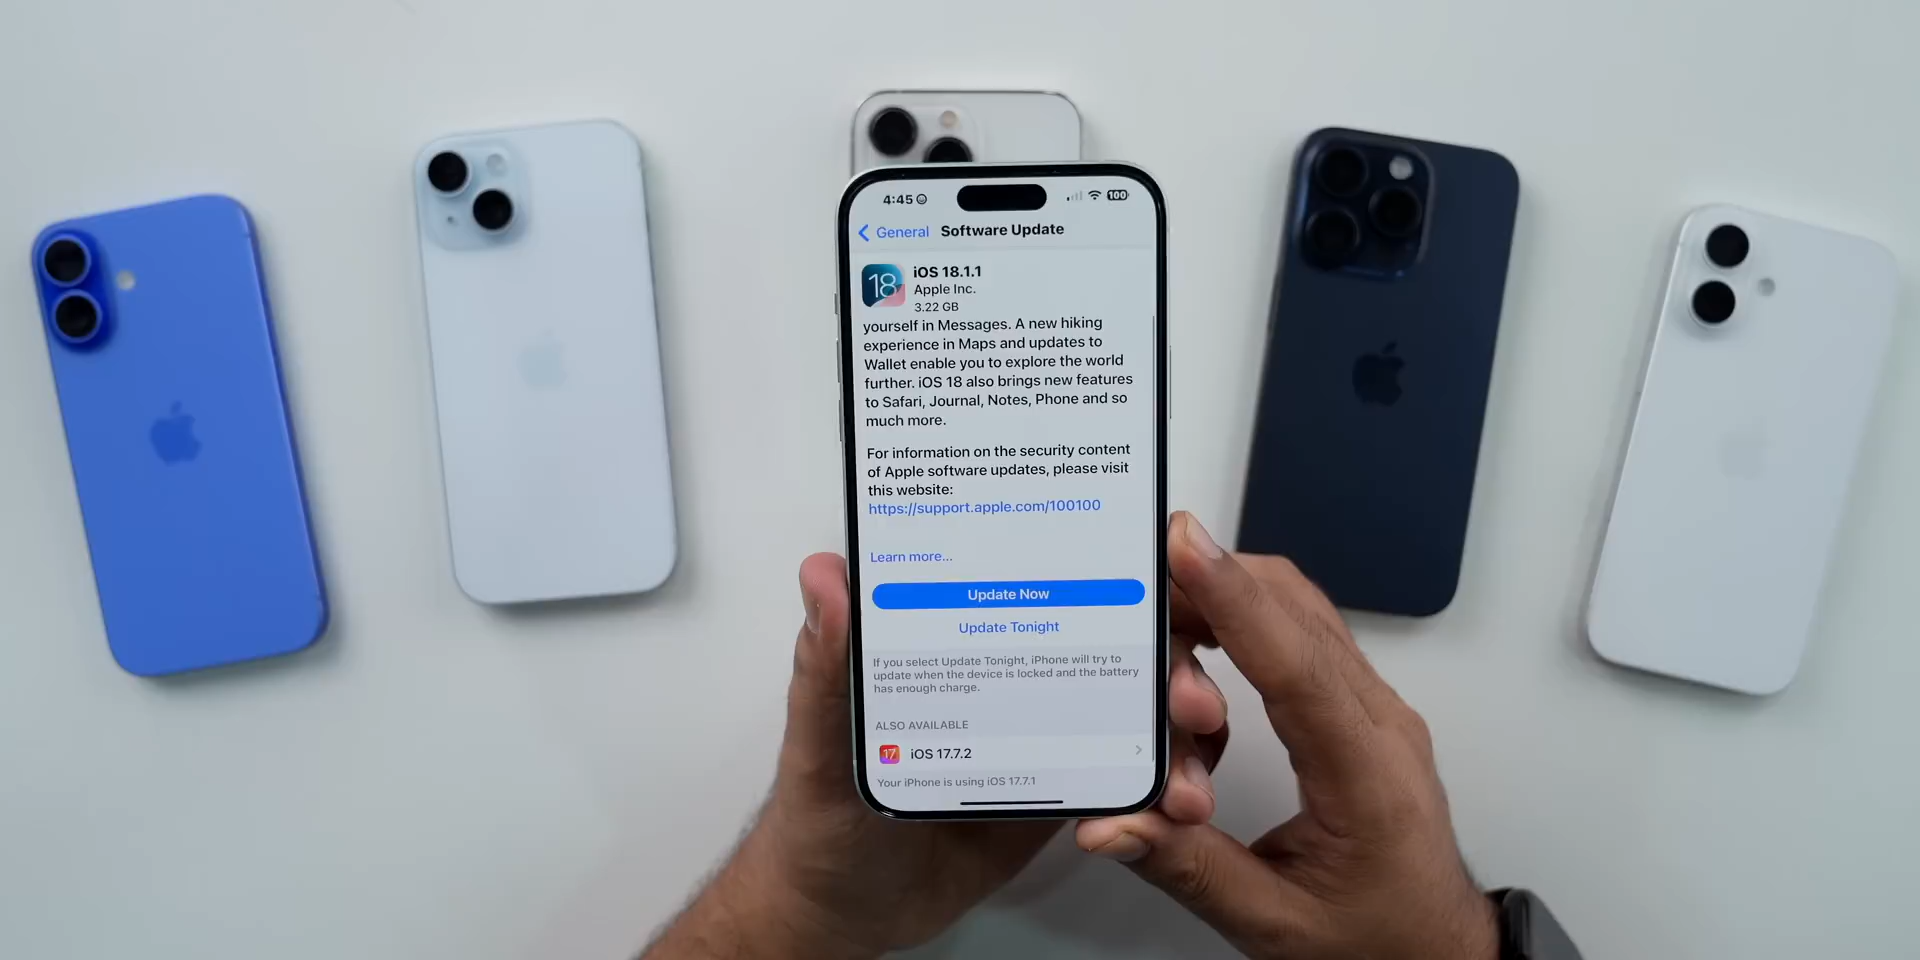 4:45
100
General Software Update
18
iOS 18.1.1
Apple Inc.
3.22 GB
yourself in Messages. A new hiking
experience in Maps and updates to
Wallet enable you to explore the world
further. iOS 18 also brings new features
to Safari, Journal, Notes, Phone and so
much more.
For information on the security content
of Apple software updates, please visit
this website:
https://support.apple.com/100100
Learn more...
Update Now
Update Tonight
If you select Update Tonight, iPhone will try to
update when the device is locked and the battery
has enough charge.
ALSO AVAILABLE
17 iOS 17.7.2
Your iPhone is using iOS 17.7.1